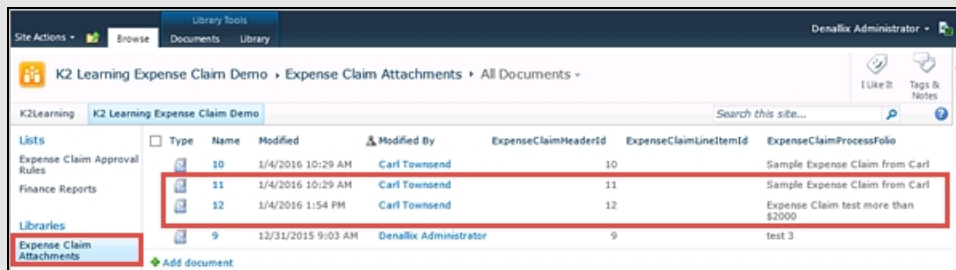 Library Tools
Site Actions Browse Documents Library Denallix Administrator
K2 Learning Expense Claim Demo › Expense Claim Attachments › All Documents
I Like It Tags & Notes
K2Learning K2 Learning Expense Claim Demo Search this site...
Lists Type Name Modified Modified By ExpenseClaimHeaderId ExpenseClaimLineItemId ExpenseClaimProcessFolio
Expense Claim Approval Rules 10 1/4/2016 10:29 AM Carl Townsend 10 Sample Expense Claim from Carl
Finance Reports 11 1/4/2016 10:29 AM Carl Townsend 11 Sample Expense Claim from Carl
12 1/4/2016 1:54 PM Carl Townsend 12 Expense Claim test more than $2000
Libraries
Expense Claim Attachments 9 12/31/2015 9:03 AM Denallix Administrator 9 test 3
Add document